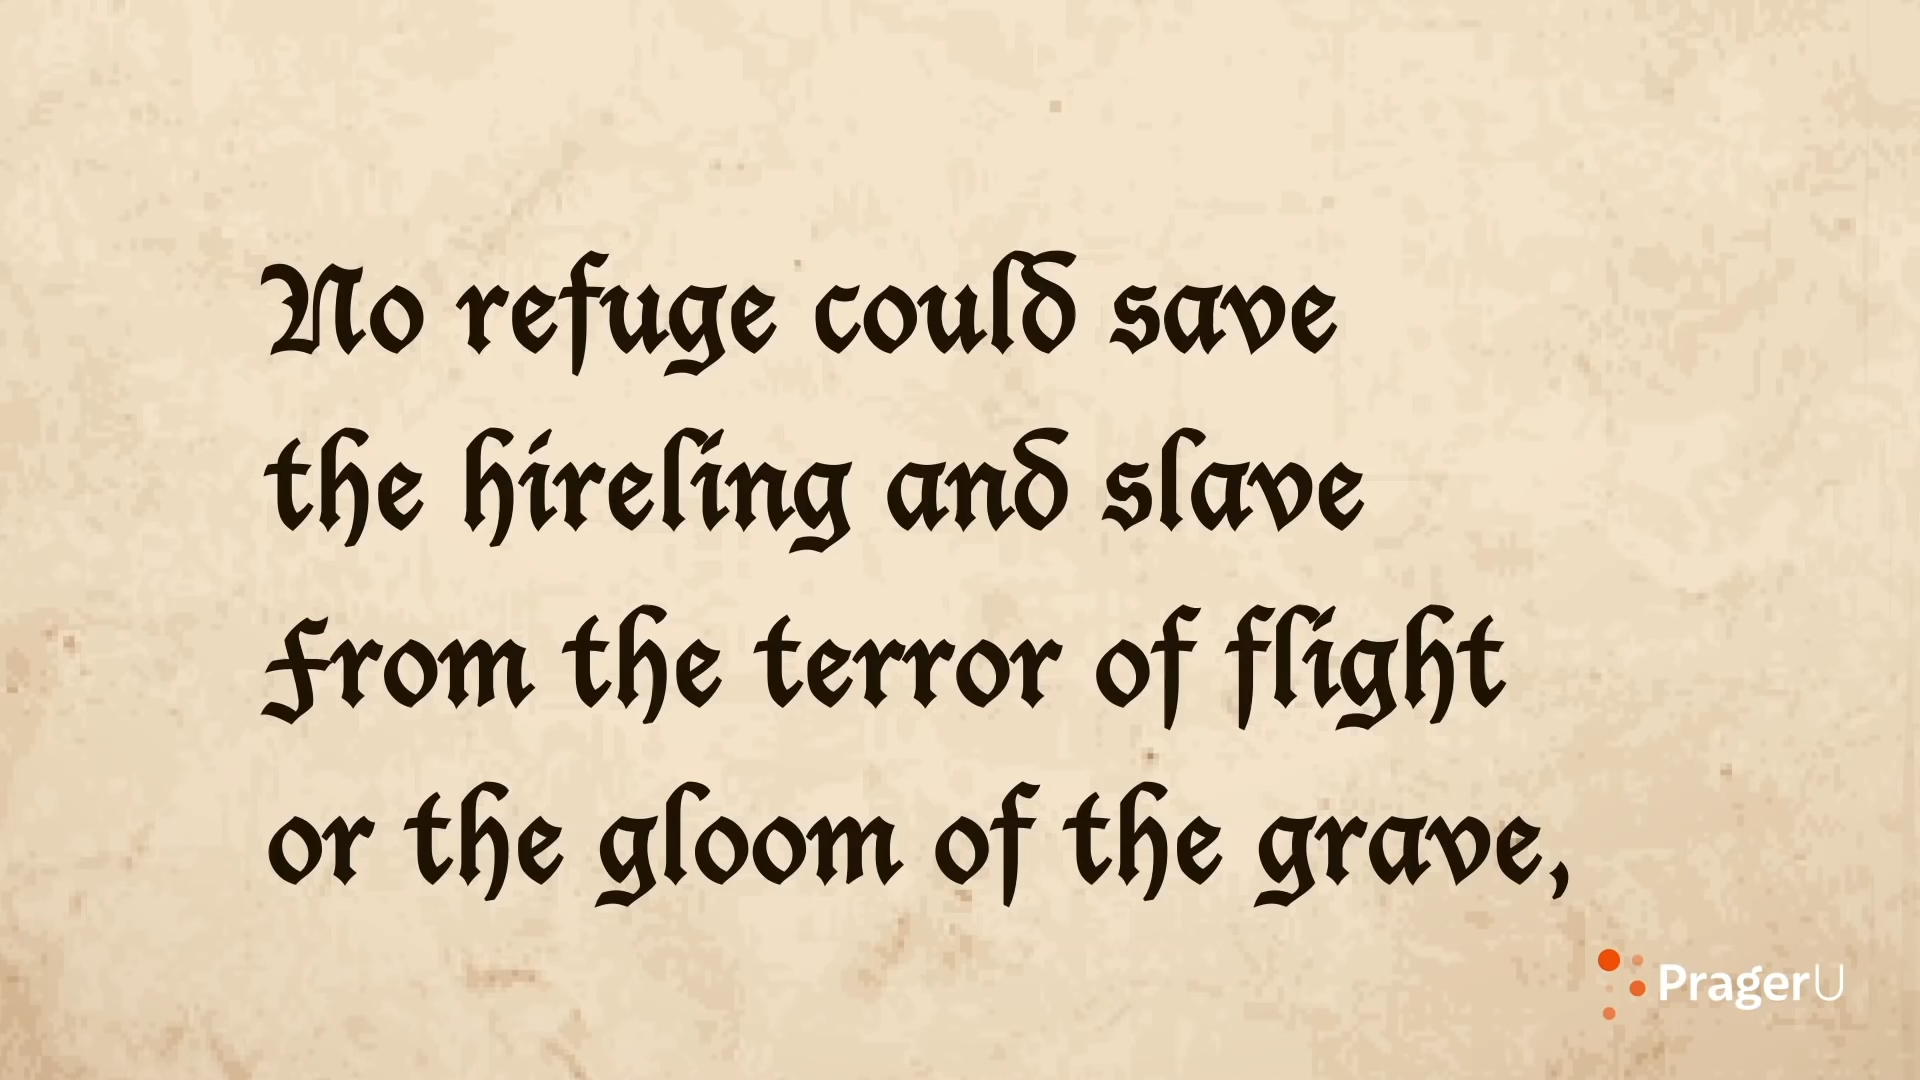 No refuge could save
the hireling and slave
From the terror of flight
or the gloom of the grave,
PragerU